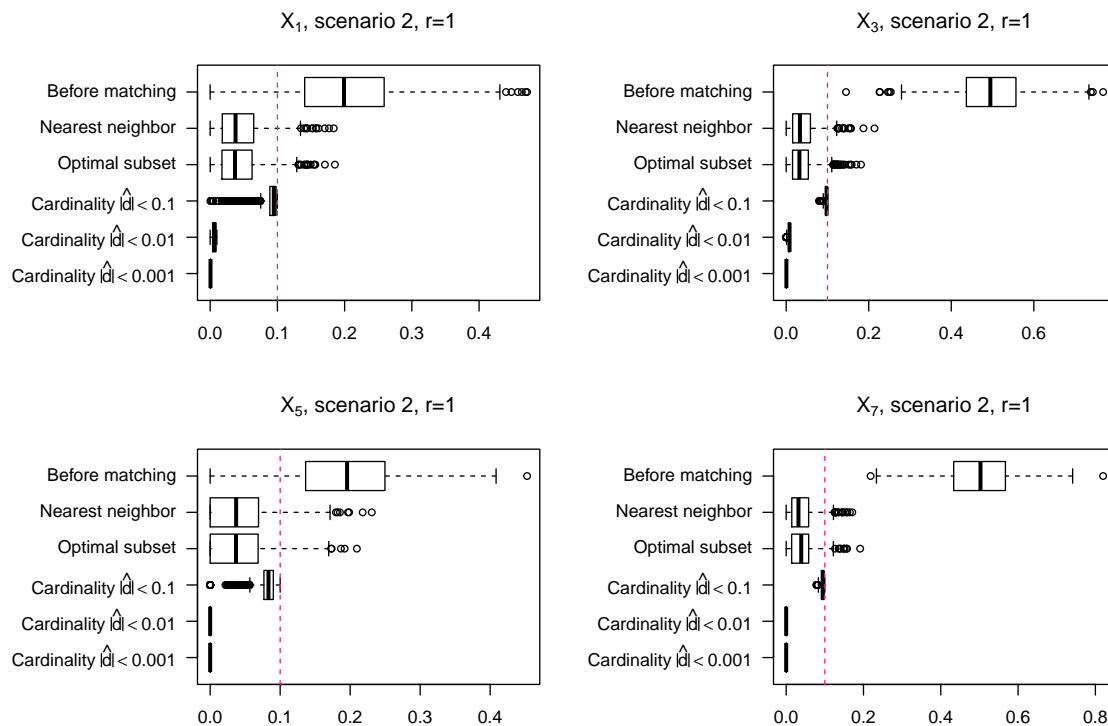 X₁, scenario 2, r=1
Before matching
Nearest neighbor
Optimal subset
Cardinality |d̂| < 0.1
Cardinality |d̂| < 0.01
Cardinality |d̂| < 0.001
0.0 0.1 0.2 0.3 0.4
X₃, scenario 2, r=1
Before matching
Nearest neighbor
Optimal subset
Cardinality |d̂| < 0.1
Cardinality |d̂| < 0.01
Cardinality |d̂| < 0.001
0.0 0.2 0.4 0.6
X₅, scenario 2, r=1
Before matching
Nearest neighbor
Optimal subset
Cardinality |d̂| < 0.1
Cardinality |d̂| < 0.01
Cardinality |d̂| < 0.001
0.0 0.1 0.2 0.3 0.4
X₇, scenario 2, r=1
Before matching
Nearest neighbor
Optimal subset
Cardinality |d̂| < 0.1
Cardinality |d̂| < 0.01
Cardinality |d̂| < 0.001
0.0 0.2 0.4 0.6 0.8